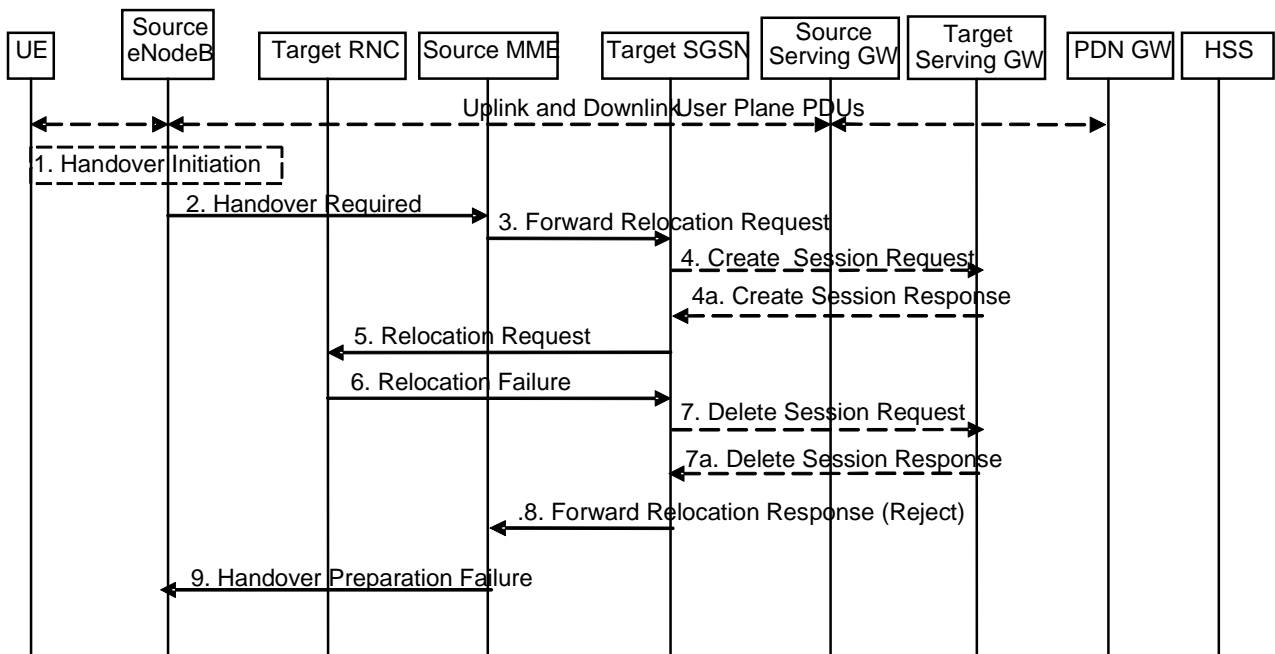 UE
Source
eNodeB
Target RNC
Source MME
Target SGSN
Source
Serving GW
Target
Serving GW
PDN GW
HSS
Uplink and Downlink User Plane PDUs
1. Handover Initiation
2. Handover Required
3. Forward Relocation Request
4. Create Session Request
4a. Create Session Response
5. Relocation Request
6. Relocation Failure
7. Delete Session Request
7a. Delete Session Response
.8. Forward Relocation Response (Reject)
9. Handover Preparation Failure